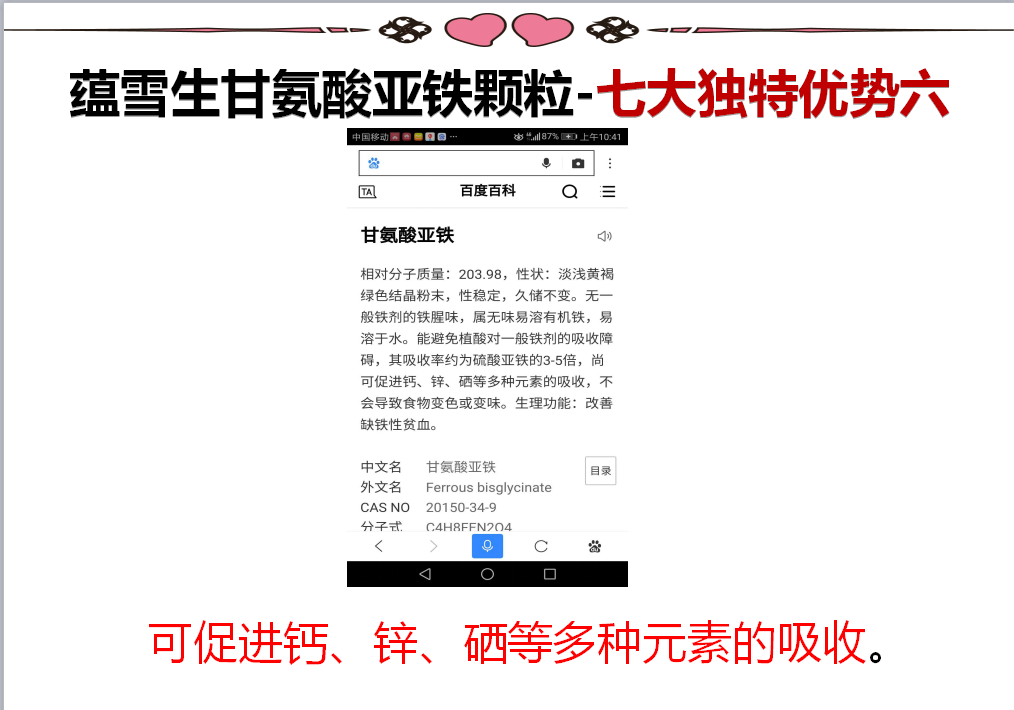 蕴雪生甘氨酸亚铁颗粒-七大独特优势六
中国移动 87% 上午10:41
百度百科
甘氨酸亚铁
相对分子质量：203.98，性状：淡浅黄褐
绿色结晶粉末，性稳定，久储不变。无一
般铁剂的铁腥味，属无味易溶有机铁，易
溶于水。能避免植酸对一般铁剂的吸收障
碍，其吸收率约为硫酸亚铁的3-5倍，尚
可促进钙、锌、硒等多种元素的吸收，不
会导致食物变色或变味。生理功能：改善
缺铁性贫血。
中文名 甘氨酸亚铁
目录
外文名 Ferrous bisglycinate
CAS NO 20150-34-9
分子式 C4H8FEN2O4
可促进钙、锌、硒等多种元素的吸收。